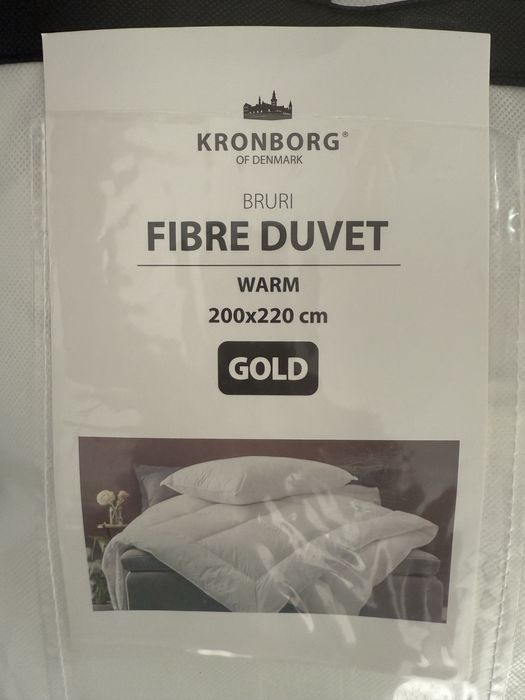 KRONBORG®
OF DENMARK
BRURI
FIBRE DUVET
WARM
200x220 cm
GOLD